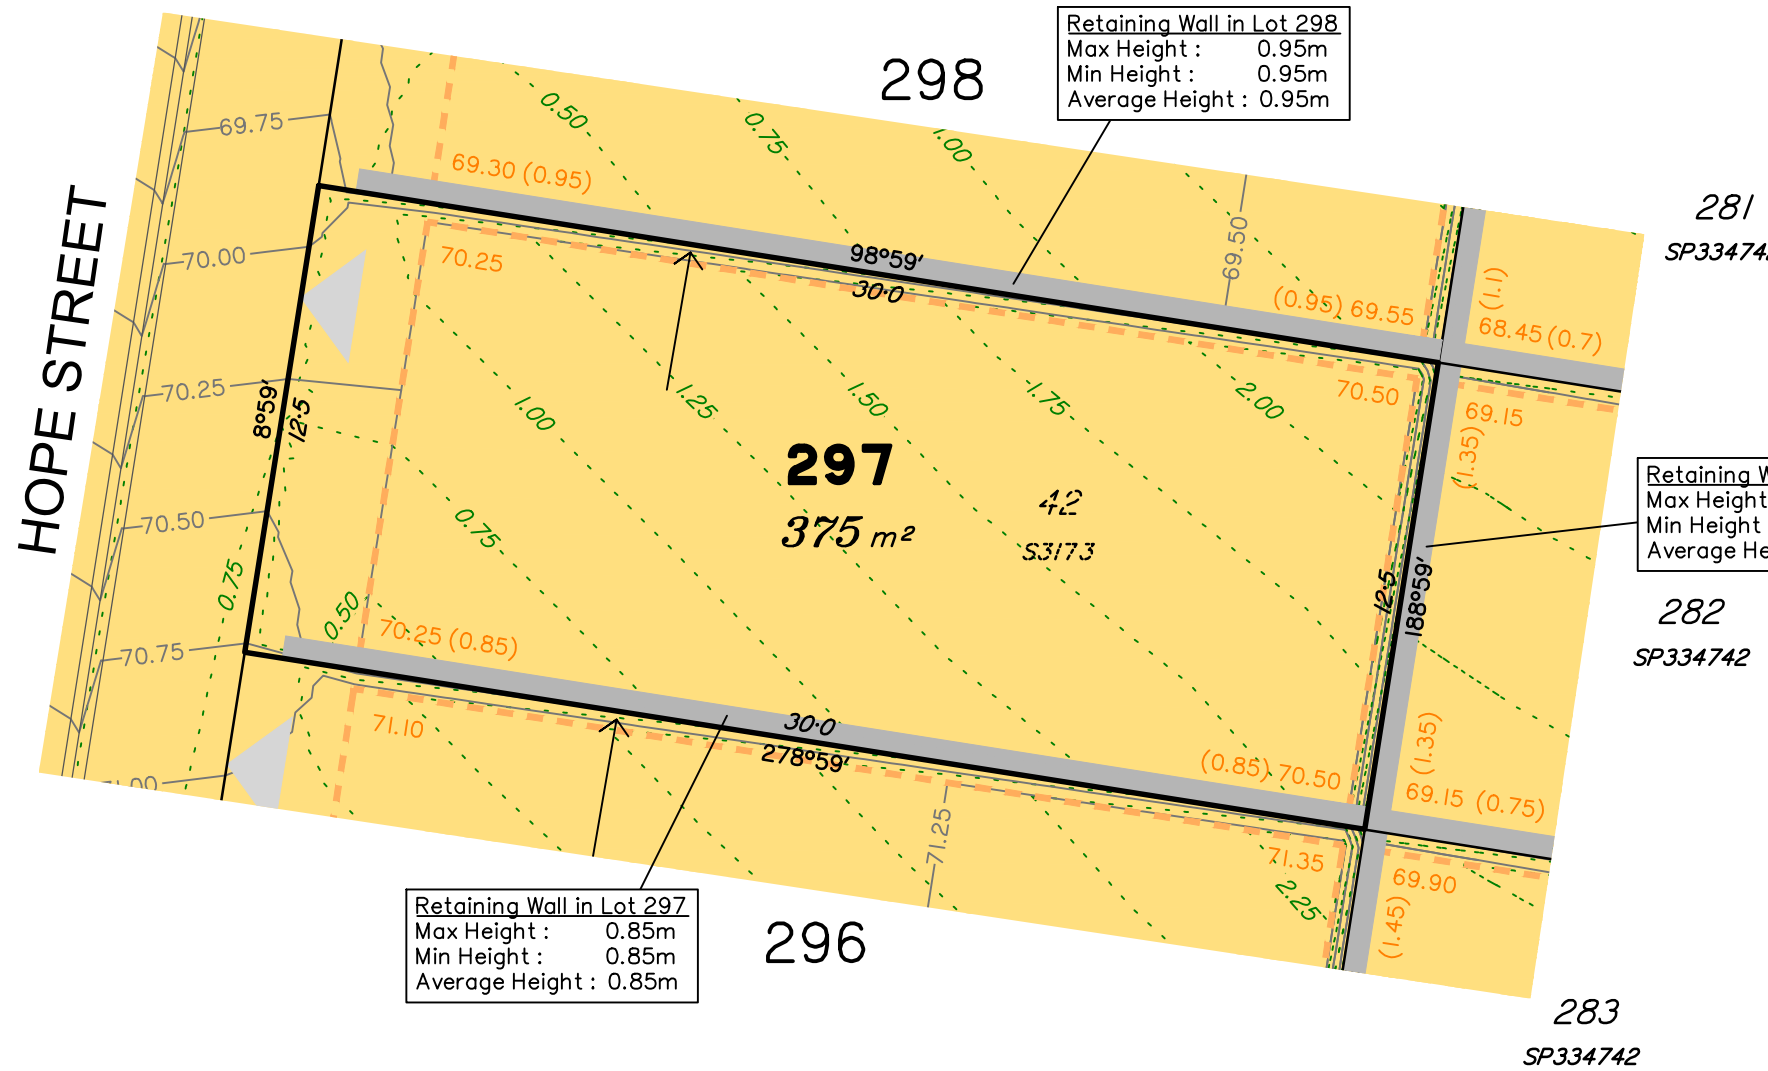 Retaining Wall in Lot 298
Max Height : 0.95m
Min Height : 0.95m
Average Height : 0.95m
298
0.50
0.75
1.00
69.75
69.30 (0.95)
281
SP33474
HOPE STREET
70.00
70.25
98°59'
30·0
69.50
(0.95) 69.55
(1.1)
68.45 (0.7)
70.25
8°59'
12·5
1.00
1.25
1.50
1.75
2.00
70.50
69.15
(1.35)
297
375 m²
42
S3173
Retaining W
Max Height
Min Height
Average He
70.50
0.75
0.75
0.50
12·5
188°59'
282
SP334742
70.75
70.25 (0.85)
30·0
278°59'
(0.85) 70.50
(1.35)
69.15 (0.75)
71.10
71.25
71.35
2.25
69.90
(1.45)
Retaining Wall in Lot 297
Max Height : 0.85m
Min Height : 0.85m
Average Height : 0.85m
296
283
SP334742